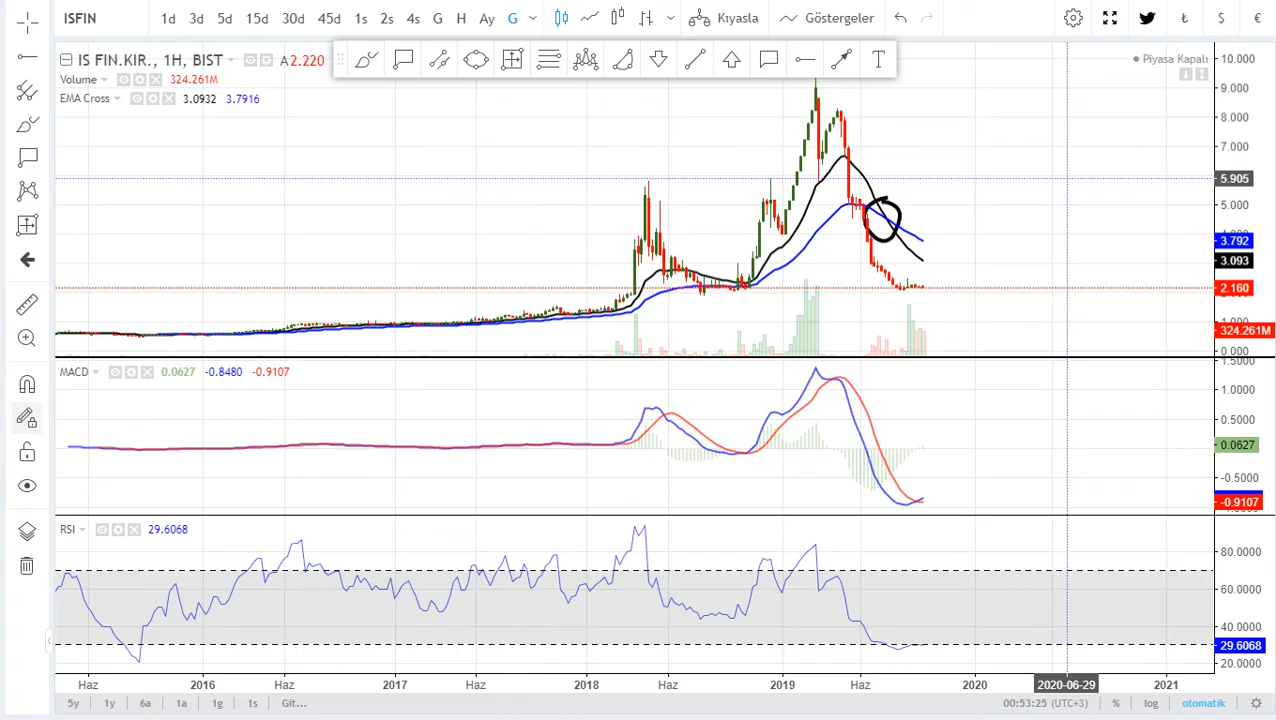 ISFIN 1d 3d 5d 15d 30d 45d 1s 2s 4s G H Ay G Kıyasla Göstergeler ₺ $ €
IS FIN.KIR., 1H, BIST A2.220
Piyasa Kapalı
Volume 324.261M
EMA Cross 3.0932 3.7916
T
10.000
9.000
8.000
7.000
5.905
5.000
4.000
3.792
3.093
2.160
324.261M
0.000
MACD 0.0627 -0.8480 -0.9107
1.5000
1.0000
0.5000
0.0627
-0.5000
-0.9107
RSI 29.6068
80.0000
60.0000
40.0000
29.6068
20.0000
Haz 2016 Haz 2017 Haz 2018 Haz 2019 Haz 2020 2020-06-29 2021
5y 1y 6a 1a 1g 1s Git... 00:53:25 (UTC+3) % log otomatik